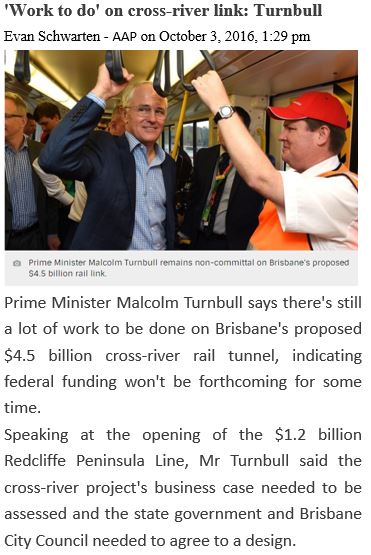 'Work to do' on cross-river link: Turnbull
Evan Schwarten - AAP on October 3, 2016, 1:29 pm
Prime Minister Malcolm Turnbull remains non-committal on Brisbane's proposed
$4.5 billion rail link.
Prime Minister Malcolm Turnbull says there's still
a lot of work to be done on Brisbane's proposed
$4.5 billion cross-river rail tunnel, indicating
federal funding won't be forthcoming for some
time.
Speaking at the opening of the $1.2 billion
Redcliffe Peninsula Line, Mr Turnbull said the
cross-river project's business case needed to be
assessed and the state government and Brisbane
City Council needed to agree to a design.